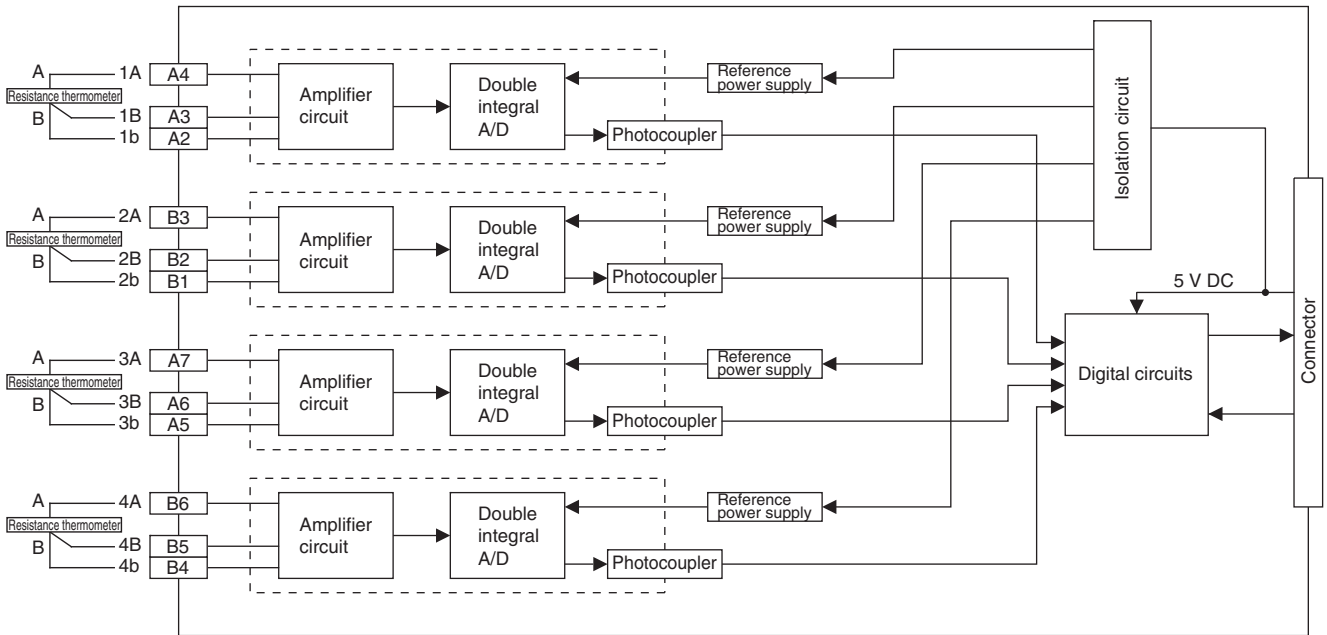 A 1A A4
Resistance thermometer
B 1B A3
1b A2
Amplifier
circuit
Double
integral
A/D
Reference
power supply
Photocoupler
A 2A B3
Resistance thermometer
B 2B B2
2b B1
Amplifier
circuit
Double
integral
A/D
Reference
power supply
Photocoupler
A 3A A7
Resistance thermometer
B 3B A6
3b A5
Amplifier
circuit
Double
integral
A/D
Reference
power supply
Photocoupler
A 4A B6
Resistance thermometer
B 4B B5
4b B4
Amplifier
circuit
Double
integral
A/D
Reference
power supply
Photocoupler
Isolation circuit
5 V DC
Digital circuits
Connector